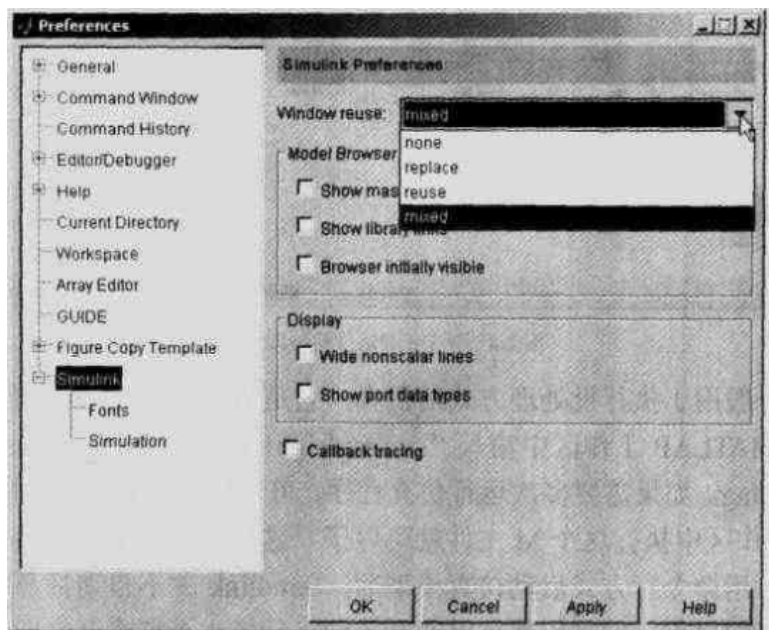 Preferences
General
Command Window
Command History
Editor/Debugger
Help
Current Directory
Workspace
Array Editor
GUIDE
Figure Copy Template
Simulink
Fonts
Simulation
Simulink Preferences
Window reuse: mixed
none
replace
reuse
mixed
Model Browser
Show mas
Show library links
Browser initially visible
Display
Wide nonscalar lines
Show port data types
Callback tracing
OK Cancel Apply Help